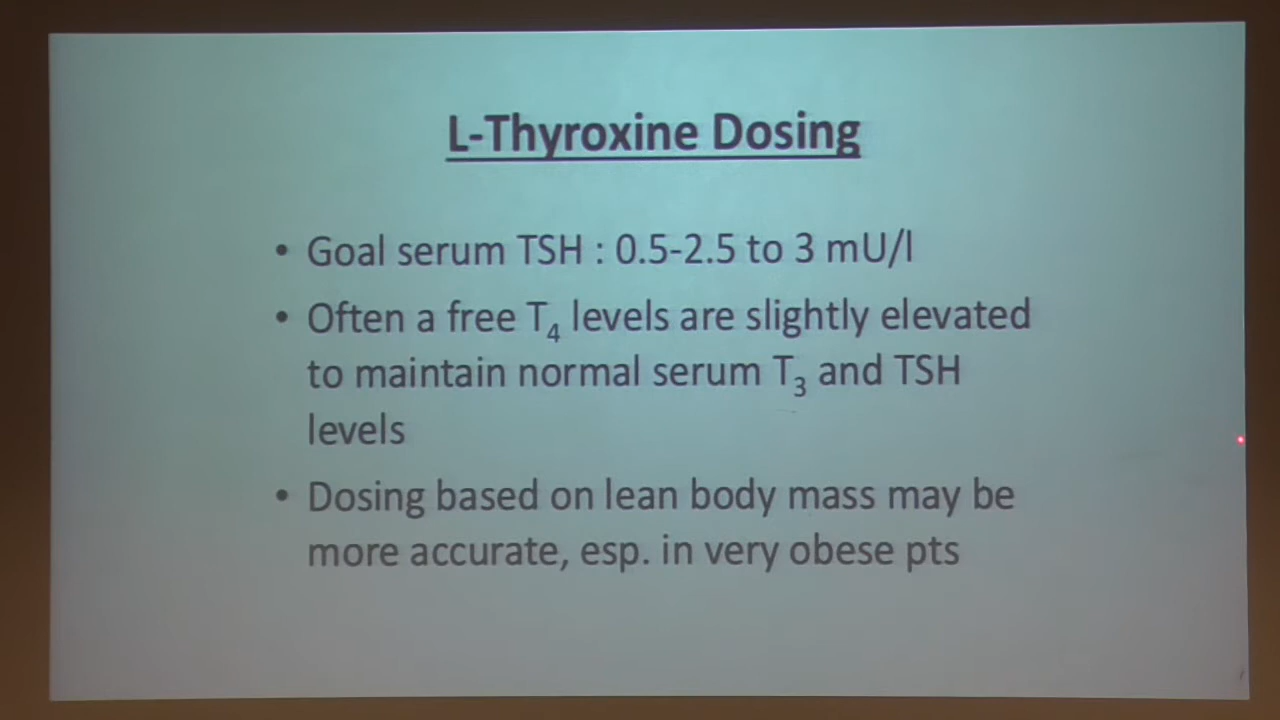 L-Thyroxine Dosing
• Goal serum TSH : 0.5-2.5 to 3 mU/l
• Often a free T₄ levels are slightly elevated
to maintain normal serum T₃ and TSH
levels
• Dosing based on lean body mass may be
more accurate, esp. in very obese pts